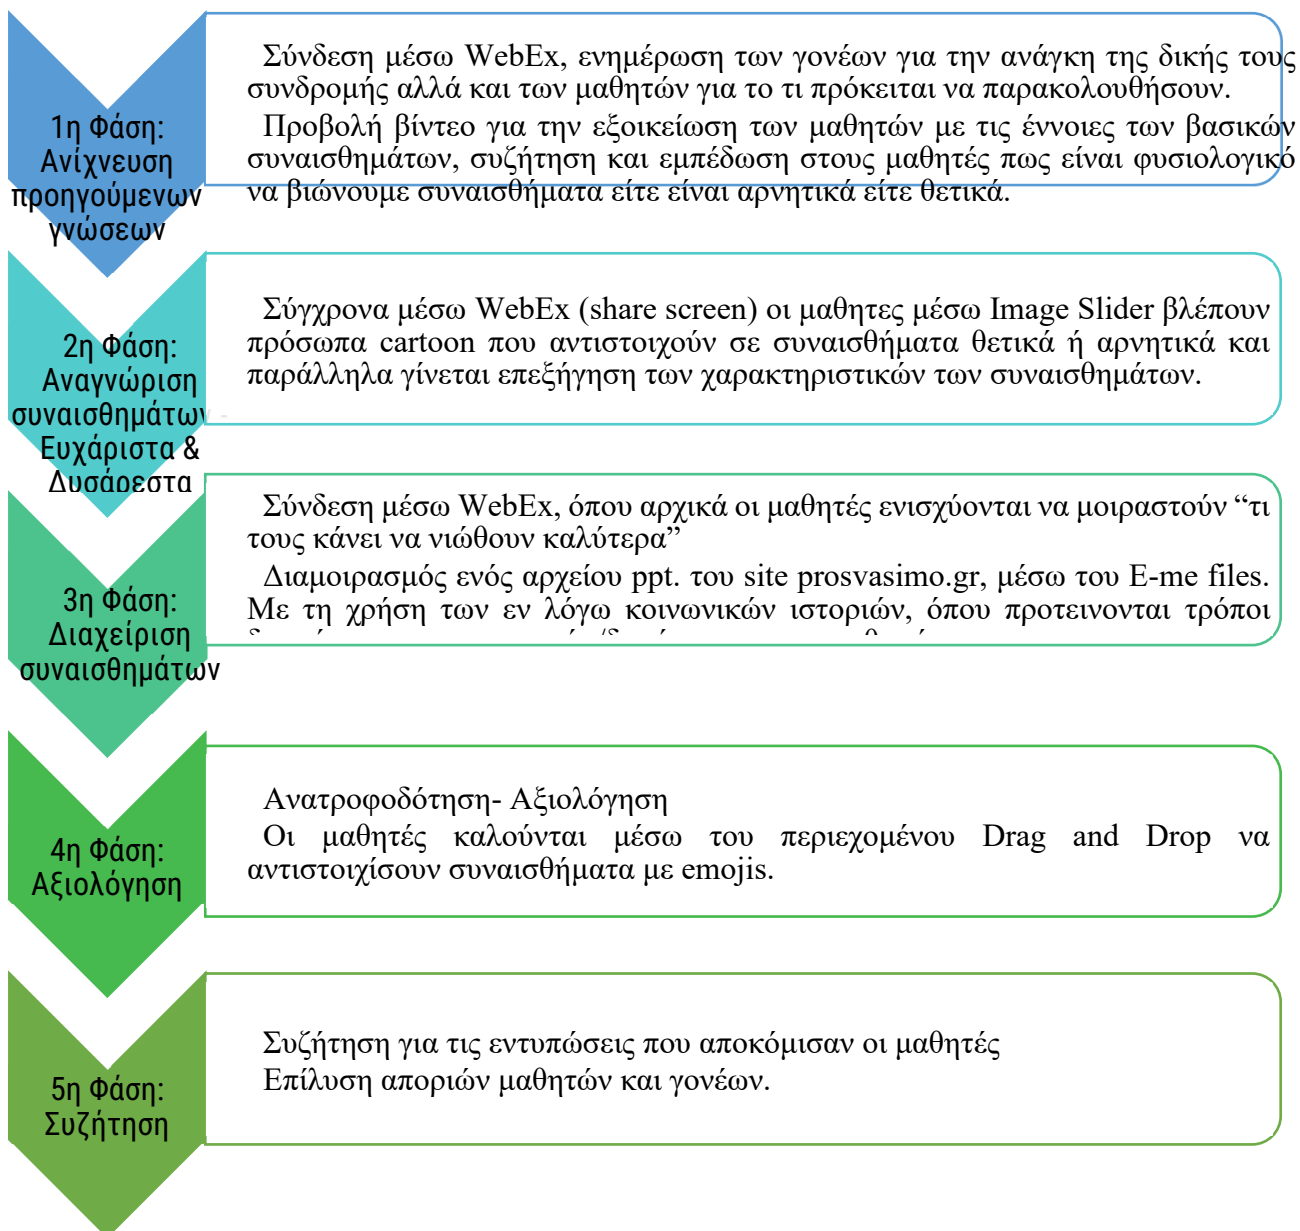 1η Φάση:
Ανίχνευση
προηγούμενων
γνώσεων
Σύνδεση μέσω WebEx, ενημέρωση των γονέων για την ανάγκη της δικής τους
συνδρομής αλλά και των μαθητών για το τι πρόκειται να παρακολουθήσουν.
Προβολή βίντεο για την εξοικείωση των μαθητών με τις έννοιες των βασικών
συναισθημάτων, συζήτηση και εμπέδωση στους μαθητές πως είναι φυσιολογικό
να βιώνουμε συναισθήματα είτε είναι αρνητικά είτε θετικά.
2η Φάση:
Αναγνώριση
συναισθημάτων -
Ευχάριστα &
Δυσάρεστα
Σύγχρονα μέσω WebEx (share screen) οι μαθητες μέσω Image Slider βλέπουν
πρόσωπα cartoon που αντιστοιχούν σε συναισθήματα θετικά ή αρνητικά και
παράλληλα γίνεται επεξήγηση των χαρακτηριστικών των συναισθημάτων.
3η Φάση:
Διαχείριση
συναισθημάτων
Σύνδεση μέσω WebEx, όπου αρχικά οι μαθητές ενισχύονται να μοιραστούν “τι
τους κάνει να νιώθουν καλύτερα”
Διαμοιρασμός ενός αρχείου ppt. του site prosvasimo.gr, μέσω του E-me files.
Με τη χρήση των εν λόγω κοινωνικών ιστοριών, όπου προτεινονται τρόποι
4η Φάση:
Αξιολόγηση
Ανατροφοδότηση- Αξιολόγηση
Οι μαθητές καλούνται μέσω του περιεχομένου Drag and Drop να
αντιστοιχίσουν συναισθήματα με emojis.
5η Φάση:
Συζήτηση
Συζήτηση για τις εντυπώσεις που αποκόμισαν οι μαθητές
Επίλυση αποριών μαθητών και γονέων.